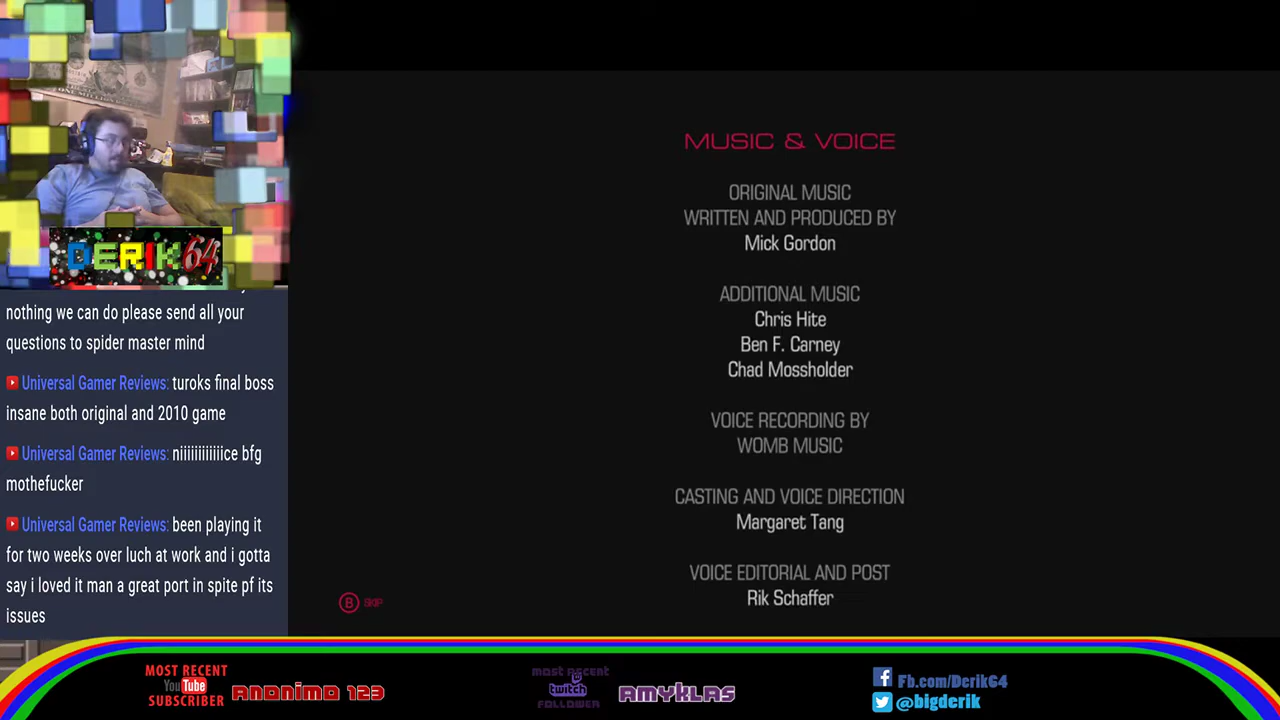 DERIK64
nothing we can do please send all your
questions to spider master mind
Universal Gamer Reviews: turoks final boss
insane both original and 2010 game
Universal Gamer Reviews: niiiiiiiiiiiice bfg
mothefucker
Universal Gamer Reviews: been playing it
for two weeks over luch at work and i gotta
say i loved it man a great port in spite pf its
issues
MUSIC & VOICE
ORIGINAL MUSIC
WRITTEN AND PRODUCED BY
Mick Gordon
ADDITIONAL MUSIC
Chris Hite
Ben F. Carney
Chad Mossholder
VOICE RECORDING BY
WOMB MUSIC
CASTING AND VOICE DIRECTION
Margaret Tang
VOICE EDITORIAL AND POST
Rik Schaffer
B SKIP
MOST RECENT
YouTube
SUBSCRIBER
ANONIMO 123
MOST RECENT
twitch
FOLLOWER
AMYKLAS
Fb.com/Derik64
@bigderik